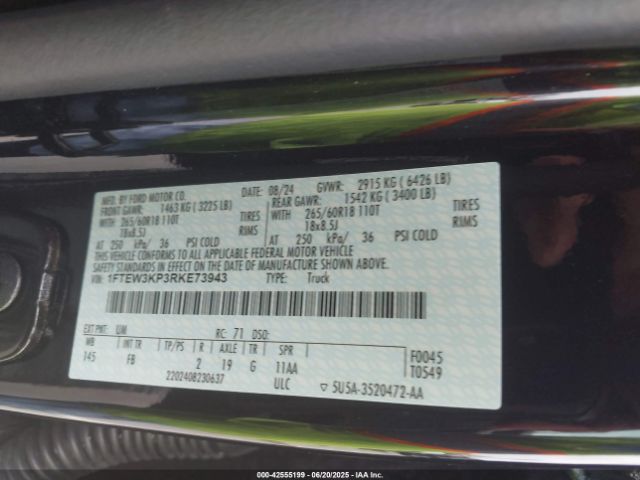 MFD. BY FORD MOTOR CO. DATE: 08/24 GVWR: 2915 KG ( 6426 LB)
FRONT GAWR: 1463 KG ( 3225 LB) REAR GAWR: 1542 KG ( 3400 LB)
WITH 265/60R18 110T TIRES WITH 265/60R18 110T TIRES
18x8.5J RIMS 18x8.5J RIMS
AT 250 kPa/ 36 PSI COLD AT 250 kPa/ 36 PSI COLD
THIS VEHICLE CONFORMS TO ALL APPLICABLE FEDERAL MOTOR VEHICLE
SAFETY STANDARDS IN EFFECT ON THE DATE OF MANUFACTURE SHOWN ABOVE.
VIN: 1FTEW3KP3RKE73943 TYPE: Truck
EXT PNT: UM RC: 71 DSO:
WB INT TR TP/PS R AXLE TR SPR F0045
145 FB 2 19 G 11AA T0549
2202408230637 ULC ▽ 5U5A-3520472-AA
000-42555199 - 06/20/2025 - IAA Inc.